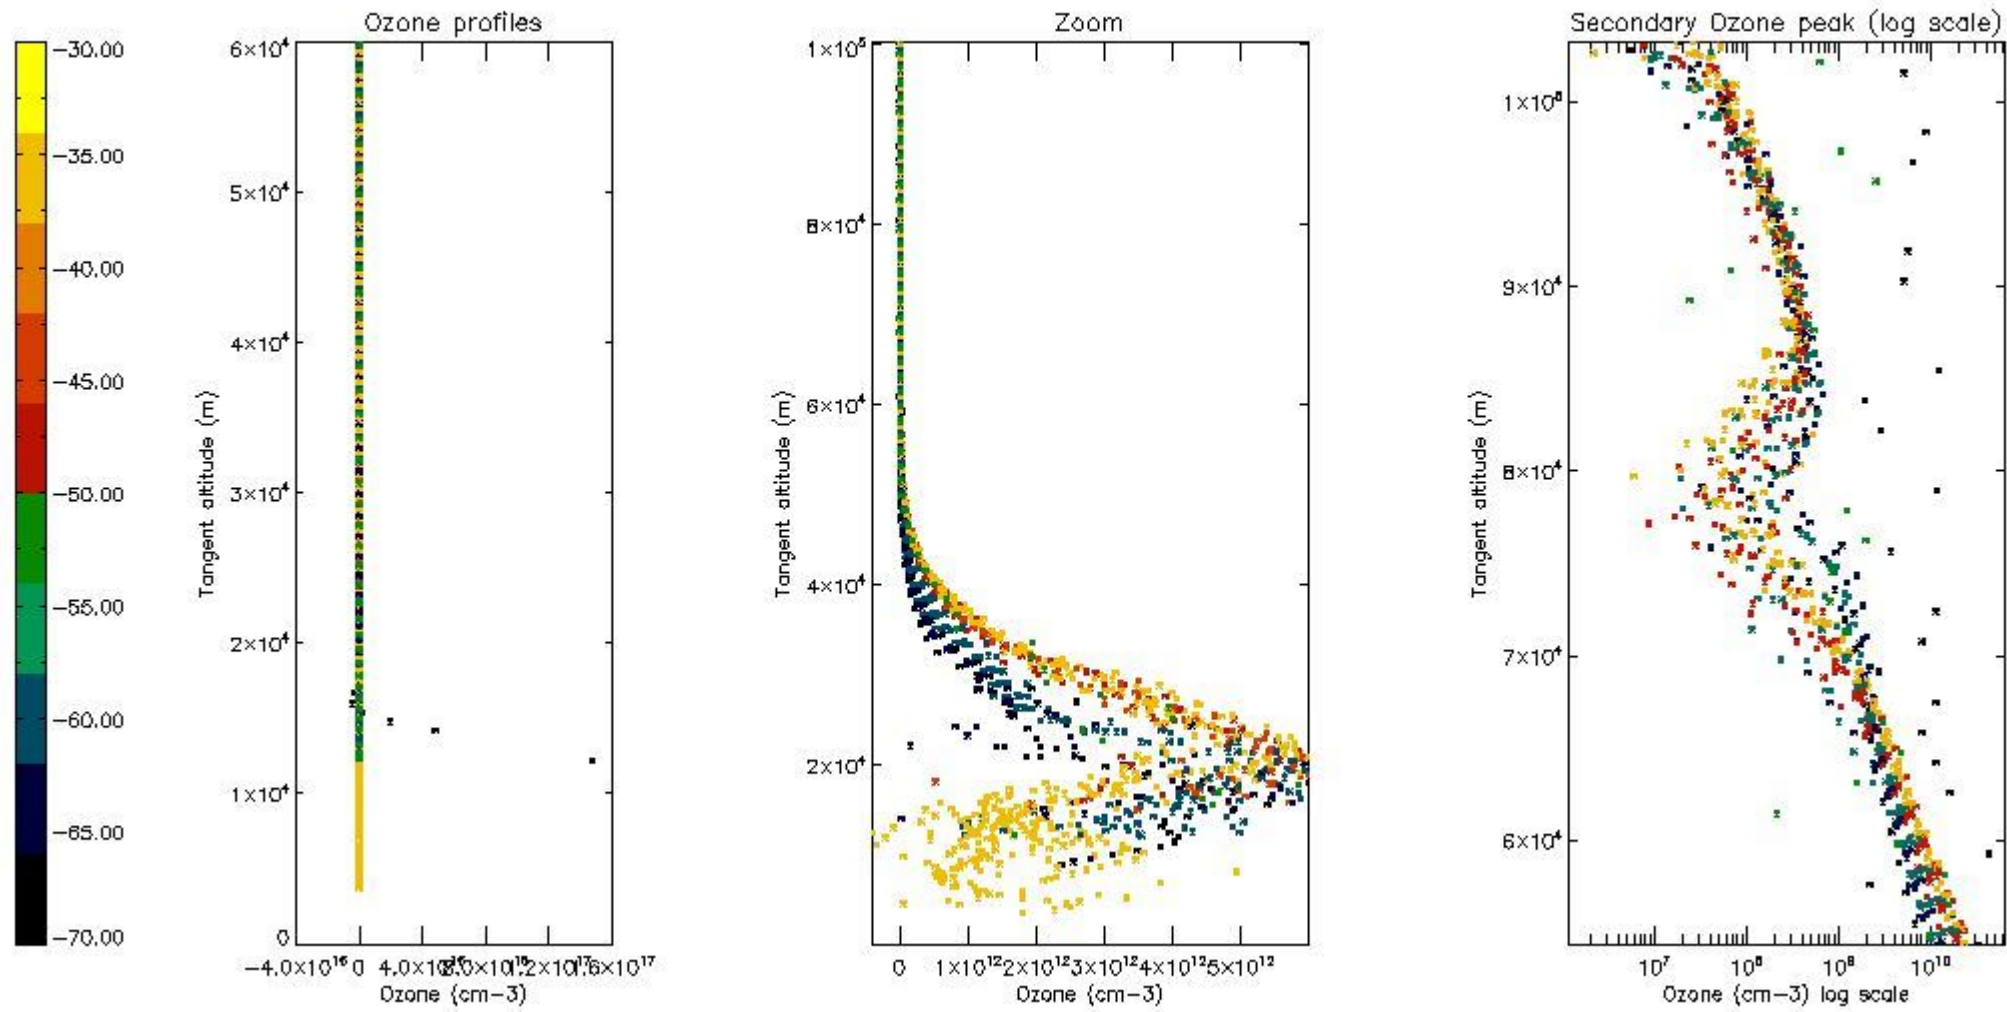 Ozone profiles
Zoom
Secondary Ozone peak (log scale)
−30.00
−35.00
−40.00
−45.00
−50.00
−55.00
−60.00
−65.00
−70.00
6×10⁴
5×10⁴
4×10⁴
3×10⁴
2×10⁴
1×10⁴
0
Tangent altitude (m)
−4.0×10¹⁶ 0
Ozone (cm−3)
1×10⁵
8×10⁴
6×10⁴
4×10⁴
2×10⁴
Tangent altitude (m)
0 1×10¹² 2×10¹² 3×10¹² 4×10¹² 5×10¹²
Ozone (cm−3)
9×10⁴
8×10⁴
7×10⁴
6×10⁴
Tangent altitude (m)
10⁷ 10⁸ 10⁹ 10¹⁰
Ozone (cm−3) log scale